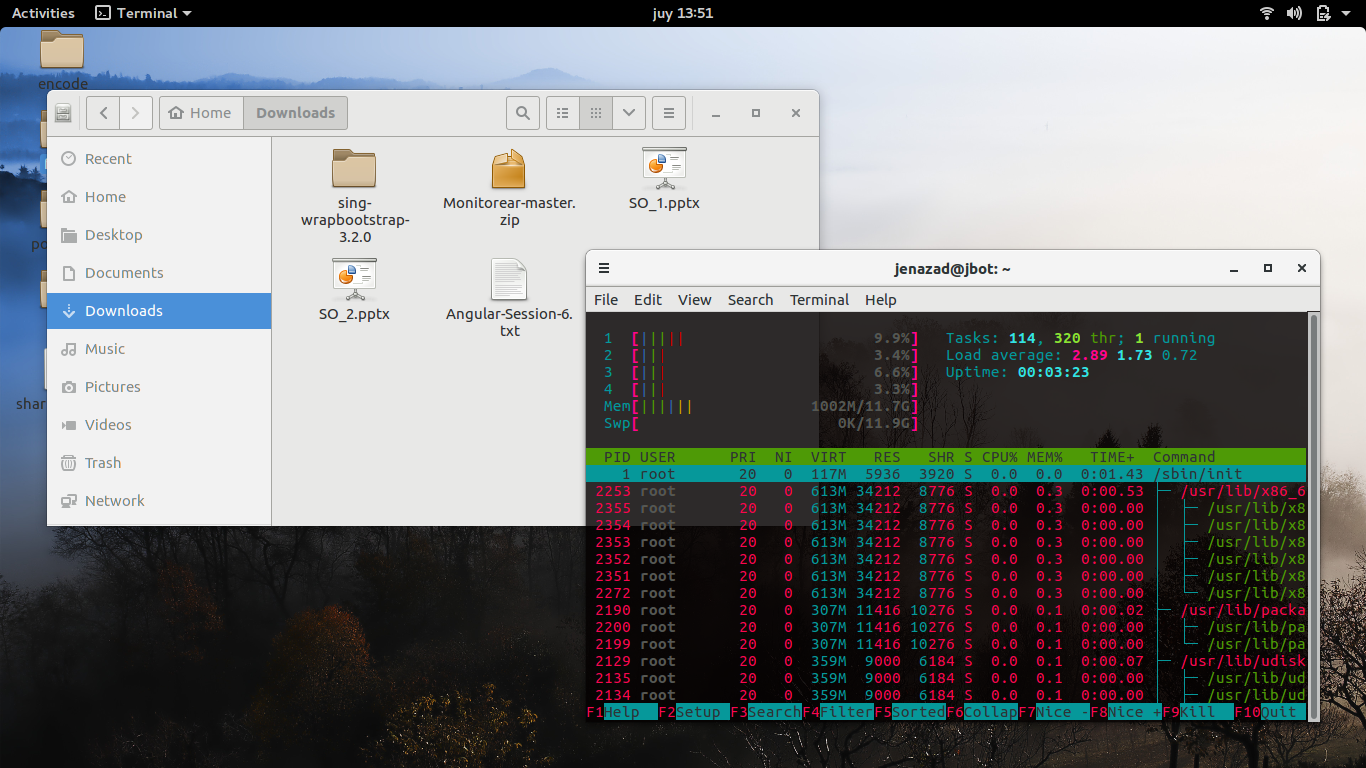 Activities Terminal juy 13:51
encode
Home Downloads
Recent
Home
Desktop
Documents
Downloads
Music
Pictures
Videos
Trash
Network
sing-
wrapbootstrap-
3.2.0
Monitorear-master.
zip
SO_1.pptx
SO_2.pptx
Angular-Session-6.
txt
po
shar
jenazad@jbot: ~
File Edit View Search Terminal Help
1 [||||| 9.9%] Tasks: 114, 320 thr; 1 running
2 [||| 3.4%] Load average: 2.89 1.73 0.72
3 [||| 6.6%] Uptime: 00:03:23
4 [||| 3.3%]
Mem[|||||| 1002M/11.7G]
Swp[ 0K/11.9G]
PID USER PRI NI VIRT RES SHR S CPU% MEM% TIME+ Command
1 root 20 0 117M 5936 3920 S 0.0 0.0 0:01.43 /sbin/init
2253 root 20 0 613M 34212 8776 S 0.0 0.3 0:00.53 ├─ /usr/lib/x86_6
2355 root 20 0 613M 34212 8776 S 0.0 0.3 0:00.00 │ ├─ /usr/lib/x8
2354 root 20 0 613M 34212 8776 S 0.0 0.3 0:00.00 │ ├─ /usr/lib/x8
2353 root 20 0 613M 34212 8776 S 0.0 0.3 0:00.00 │ ├─ /usr/lib/x8
2352 root 20 0 613M 34212 8776 S 0.0 0.3 0:00.00 │ ├─ /usr/lib/x8
2351 root 20 0 613M 34212 8776 S 0.0 0.3 0:00.00 │ ├─ /usr/lib/x8
2272 root 20 0 613M 34212 8776 S 0.0 0.3 0:00.00 │ └─ /usr/lib/x8
2190 root 20 0 307M 11416 10276 S 0.0 0.1 0:00.02 ├─ /usr/lib/packa
2200 root 20 0 307M 11416 10276 S 0.0 0.1 0:00.00 │ ├─ /usr/lib/pa
2199 root 20 0 307M 11416 10276 S 0.0 0.1 0:00.00 │ └─ /usr/lib/pa
2129 root 20 0 359M 9000 6184 S 0.0 0.1 0:00.07 ├─ /usr/lib/udisk
2135 root 20 0 359M 9000 6184 S 0.0 0.1 0:00.00 │ ├─ /usr/lib/ud
2134 root 20 0 359M 9000 6184 S 0.0 0.1 0:00.00 │ ├─ /usr/lib/ud
F1Help F2Setup F3SearchF4FilterF5SortedF6CollapF7Nice -F8Nice +F9Kill F10Quit